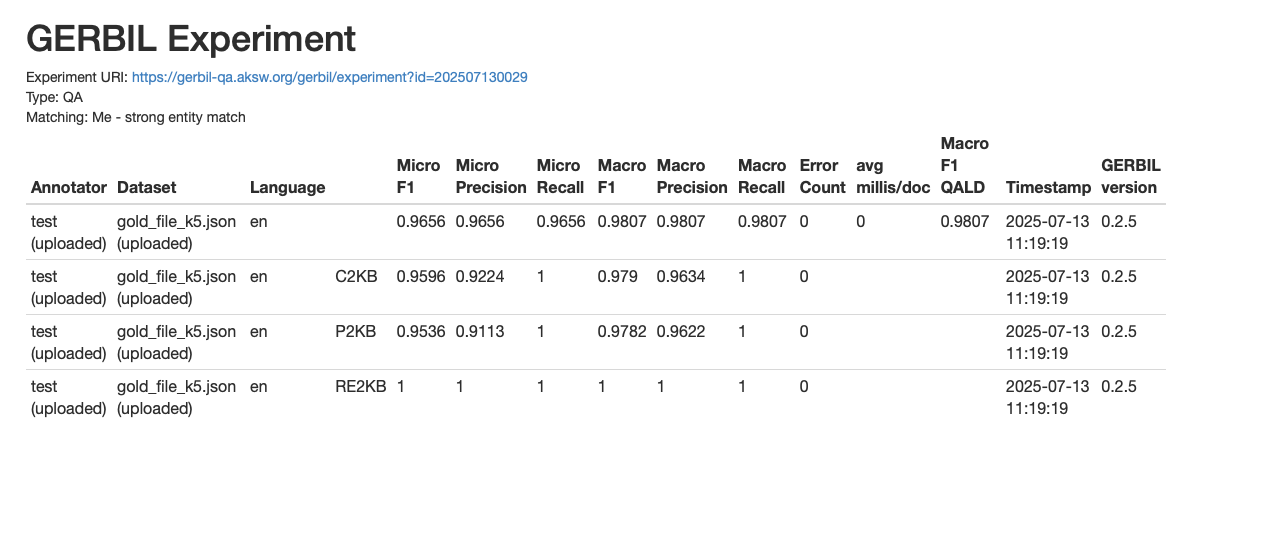 GERBIL Experiment
Experiment URI: https://gerbil-qa.aksw.org/gerbil/experiment?id=202507130029
Type: QA
Matching: Me - strong entity match
Annotator Dataset Language Micro F1 Micro Precision Micro Recall Macro F1 Macro Precision Macro Recall Error Count avg millis/doc Macro F1 QALD Timestamp GERBIL version
test (uploaded) gold_file_k5.json (uploaded) en 0.9656 0.9656 0.9656 0.9807 0.9807 0.9807 0 0 0.9807 2025-07-13 11:19:19 0.2.5
test (uploaded) gold_file_k5.json (uploaded) en C2KB 0.9596 0.9224 1 0.979 0.9634 1 0 2025-07-13 11:19:19 0.2.5
test (uploaded) gold_file_k5.json (uploaded) en P2KB 0.9536 0.9113 1 0.9782 0.9622 1 0 2025-07-13 11:19:19 0.2.5
test (uploaded) gold_file_k5.json (uploaded) en RE2KB 1 1 1 1 1 1 0 2025-07-13 11:19:19 0.2.5